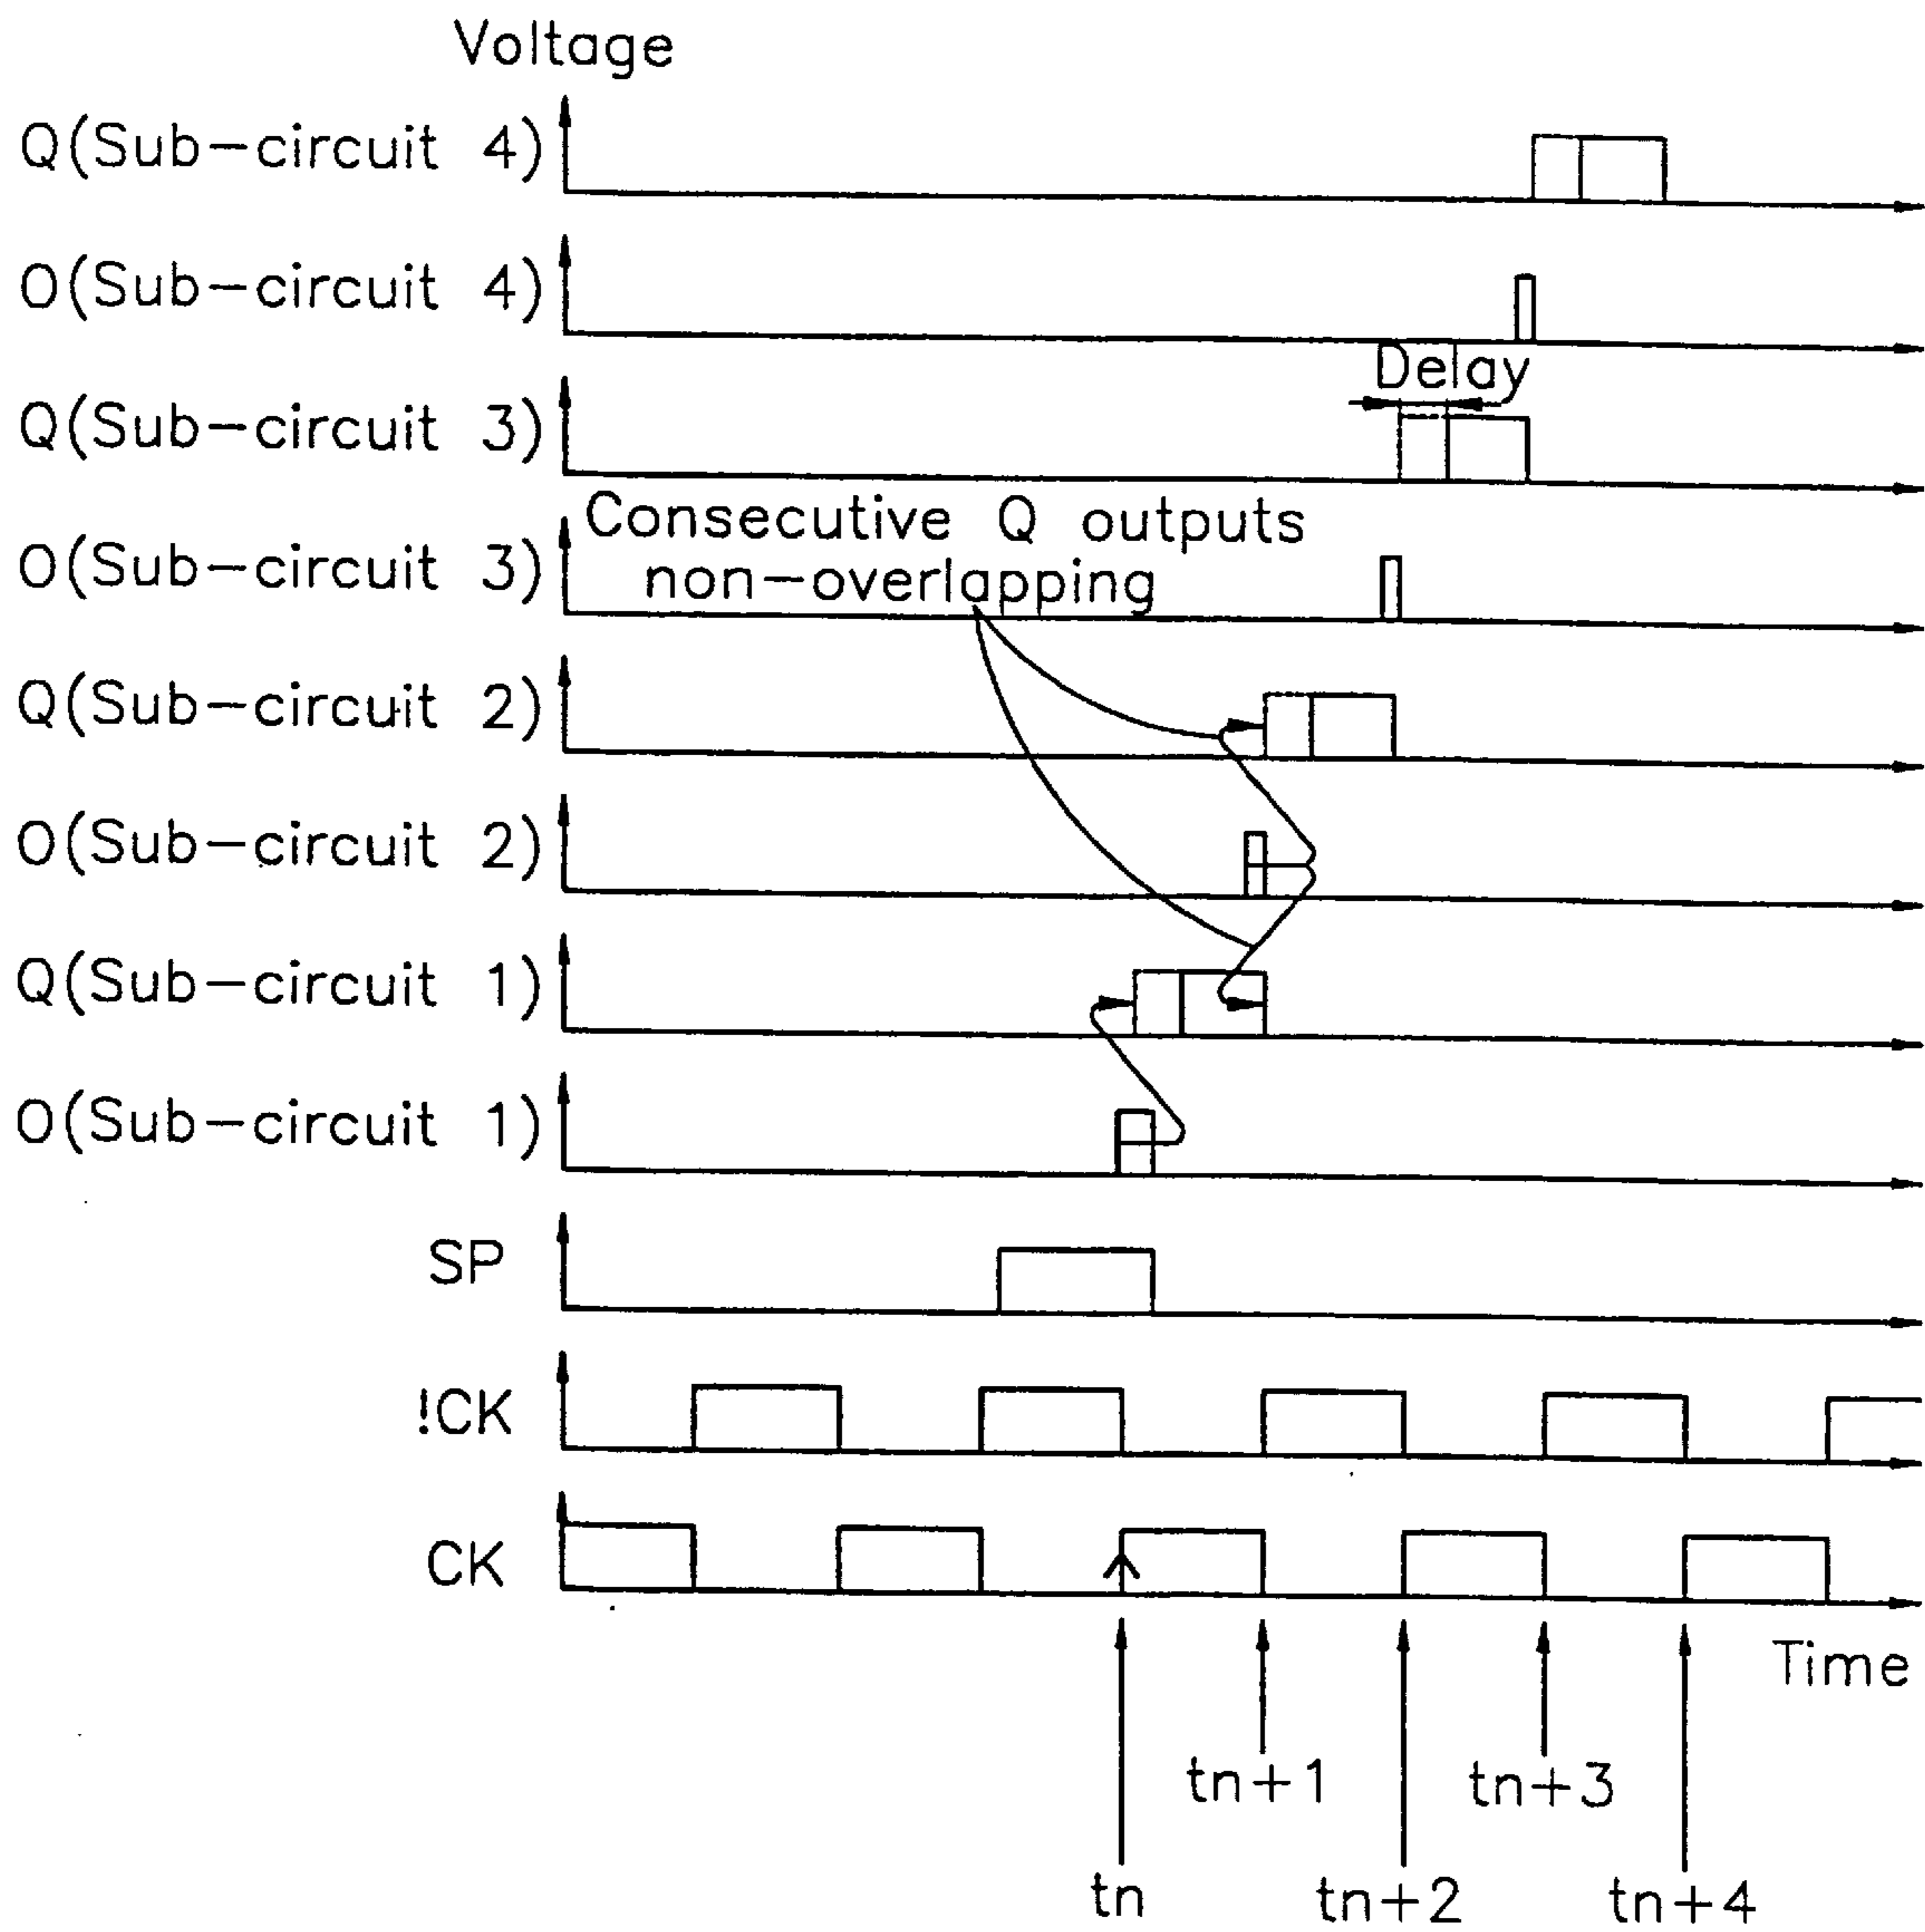 Voltage
Q(Sub-circuit 4)
O(Sub-circuit 4)
Delay
Q(Sub-circuit 3)
Consecutive Q outputs
non-overlapping
O(Sub-circuit 3)
Q(Sub-circuit 2)
O(Sub-circuit 2)
Q(Sub-circuit 1)
O(Sub-circuit 1)
SP
!CK
CK
Time
tn+1
tn+3
tn
tn+2
tn+4